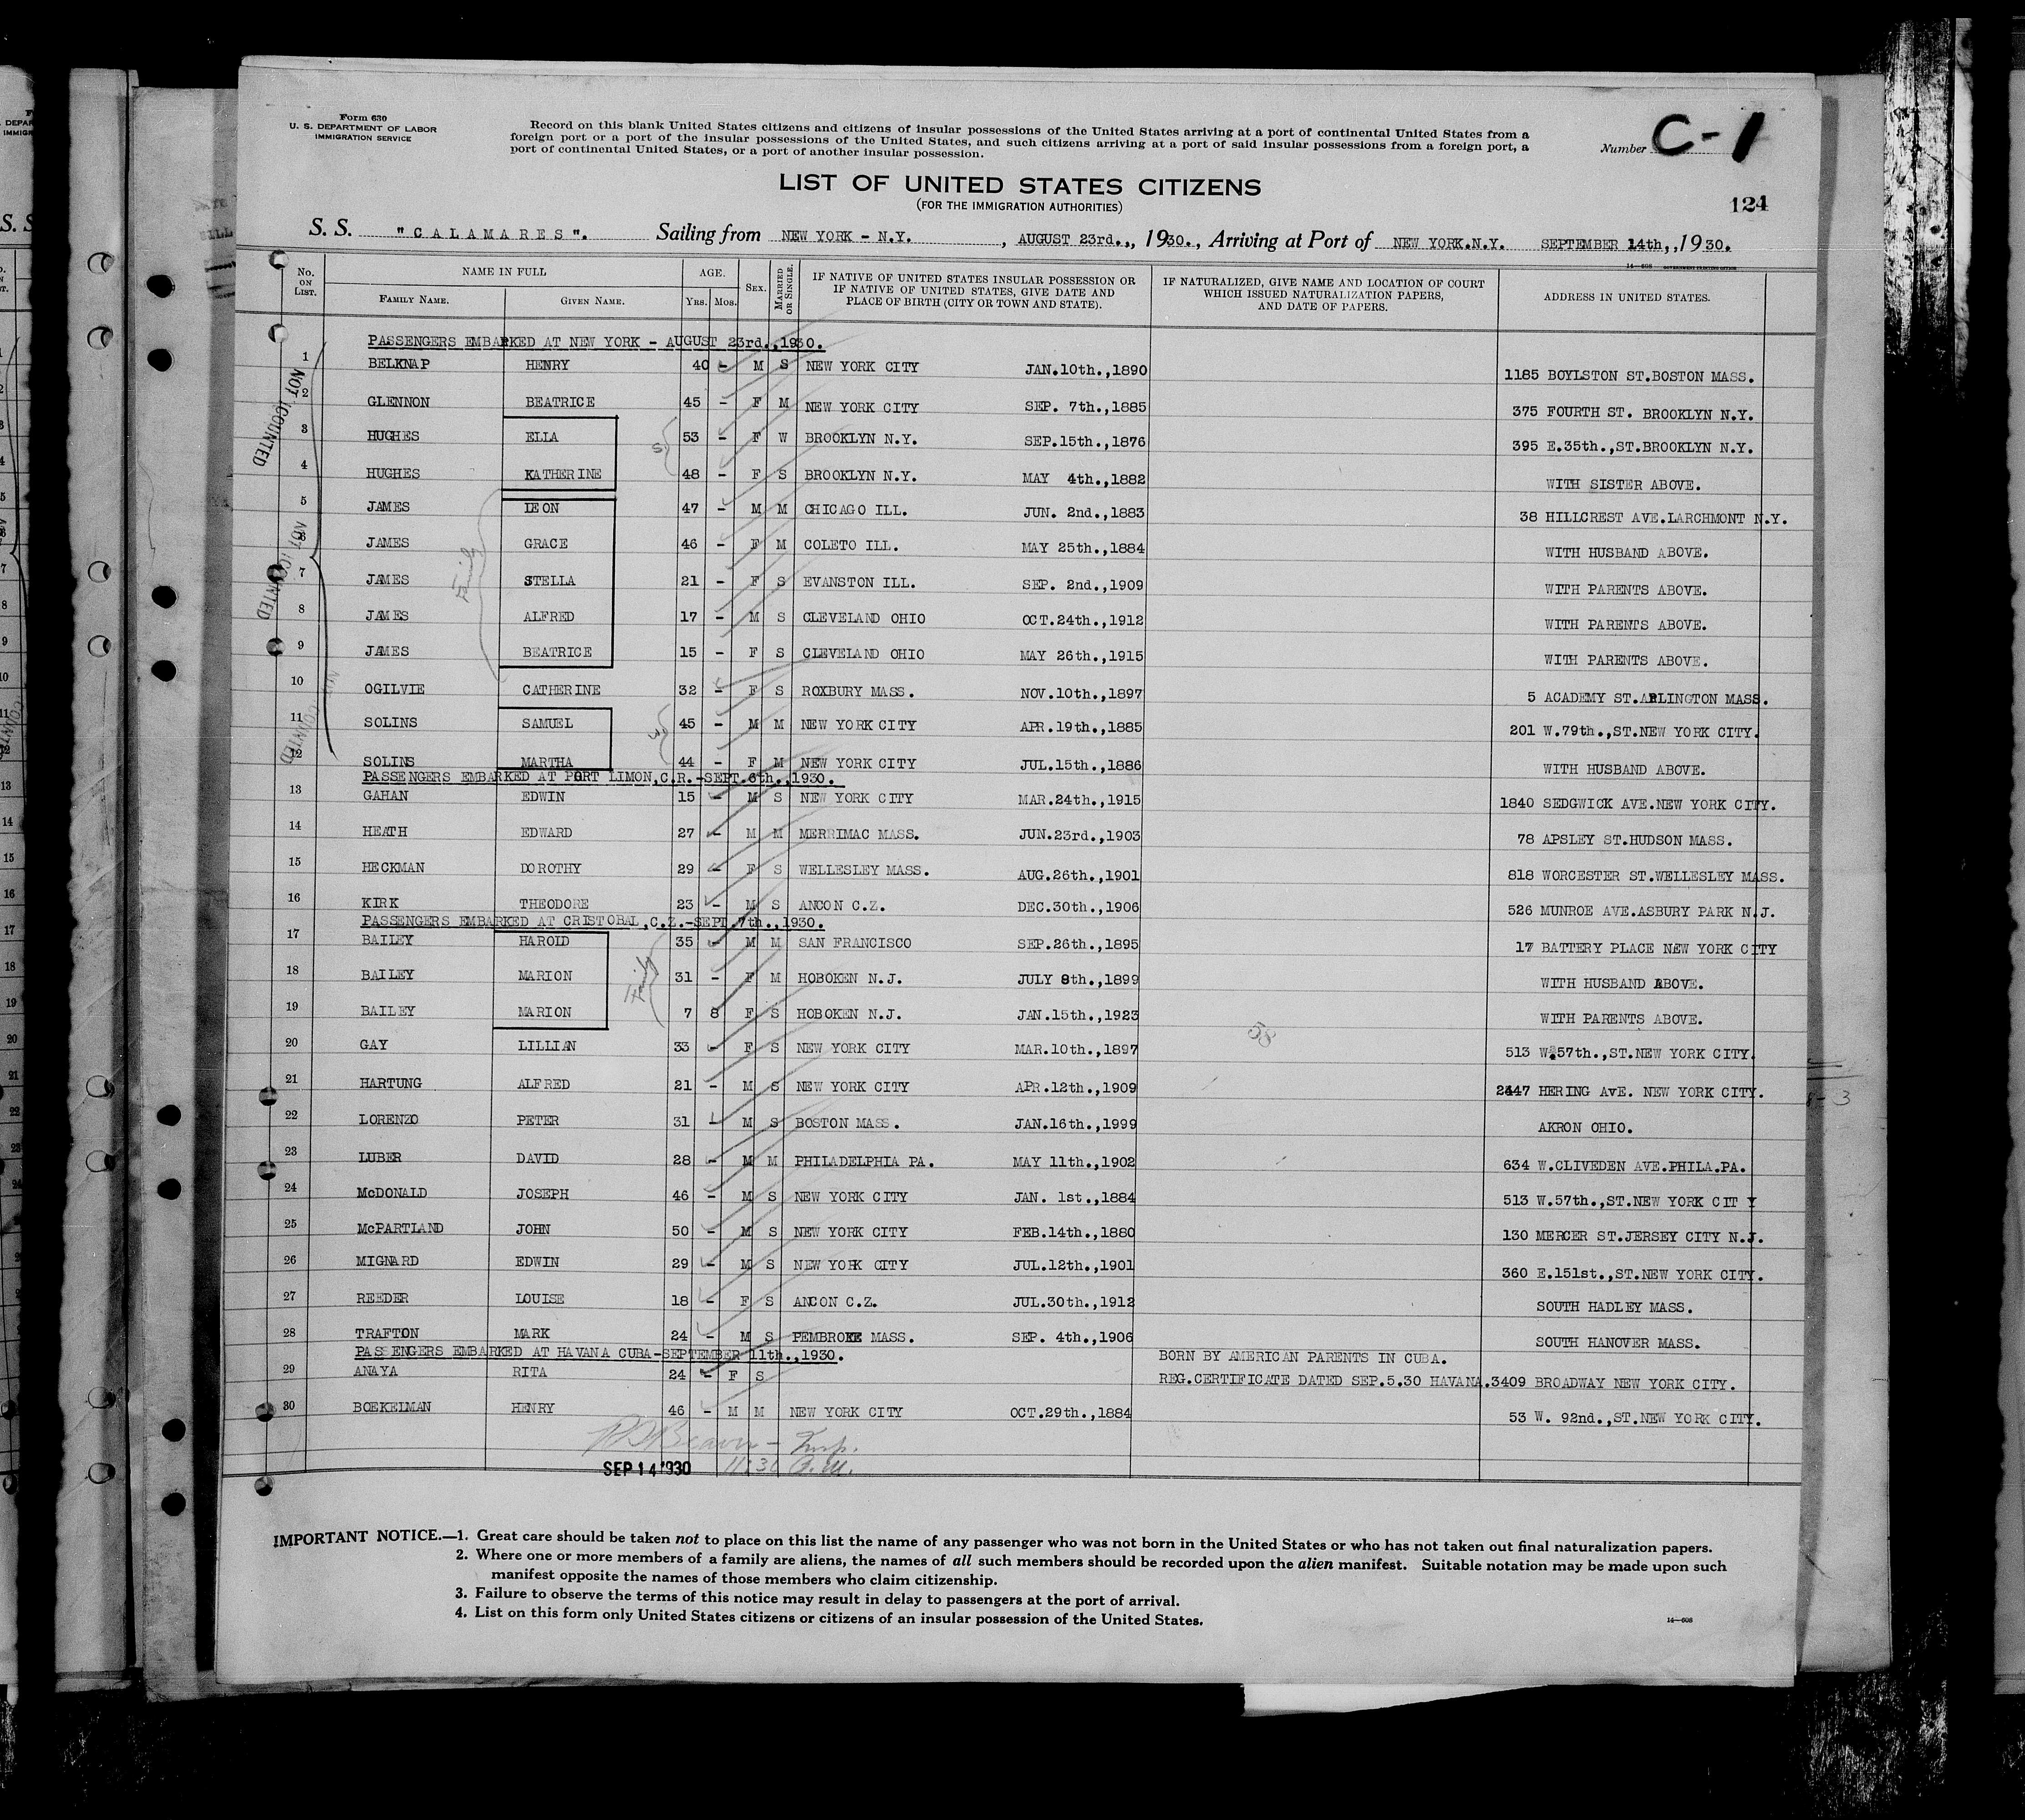 Form 630
U. S. DEPARTMENT OF LABOR
IMMIGRATION SERVICE
Record on this blank United States citizens and citizens of insular possessions of the United States arriving at a port of continental United States from a
foreign port or a port of the insular possessions of the United States, and such citizens arriving at a port of said insular possessions from a foreign port, a
port of continental United States, or a port of another insular possession.
Number C-1
LIST OF UNITED STATES CITIZENS
(FOR THE IMMIGRATION AUTHORITIES)
124
S. S. "CALAMARES". Sailing from NEW YORK - N.Y. , AUGUST 23rd., 1930., Arriving at Port of NEW YORK.N.Y. SEPTEMBER 14th,,1930.
No. ON LIST. NAME IN FULL FAMILY NAME. GIVEN NAME. AGE. YRS. MOS. SEX. MARRIED OR SINGLE. IF NATIVE OF UNITED STATES INSULAR POSSESSION OR IF NATIVE OF UNITED STATES, GIVE DATE AND PLACE OF BIRTH (CITY OR TOWN AND STATE). IF NATURALIZED, GIVE NAME AND LOCATION OF COURT WHICH ISSUED NATURALIZATION PAPERS, AND DATE OF PAPERS. ADDRESS IN UNITED STATES.
PASSENGERS EMBARKED AT NEW YORK - AUGUST 23rd.,1930.
1 BELKNAP HENRY 40 - M S NEW YORK CITY JAN.10th.,1890 1185 BOYLSTON ST.BOSTON MASS.
2 GLENNON BEATRICE 45 - F M NEW YORK CITY SEP. 7th.,1885 375 FOURTH ST. BROOKLYN N.Y.
3 HUGHES ELLA 53 - F W BROOKLYN N.Y. SEP.15th.,1876 395 E.35th.,ST.BROOKLYN N.Y.
4 HUGHES KATHERINE 48 - F S BROOKLYN N.Y. MAY 4th.,1882 WITH SISTER ABOVE.
5 JAMES LEON 47 - M M CHICAGO ILL. JUN. 2nd.,1883 38 HILLCREST AVE.LARCHMONT N.Y.
6 JAMES GRACE 46 - F M COLETO ILL. MAY 25th.,1884 WITH HUSBAND ABOVE.
7 JAMES STELLA 21 - F S EVANSTON ILL. SEP. 2nd.,1909 WITH PARENTS ABOVE.
8 JAMES ALFRED 17 - M S CLEVELAND OHIO OCT.24th.,1912 WITH PARENTS ABOVE.
9 JAMES BEATRICE 15 - F S CLEVELAND OHIO MAY 26th.,1915 WITH PARENTS ABOVE.
10 OGILVIE CATHERINE 32 - F S ROXBURY MASS. NOV.10th.,1897 5 ACADEMY ST.ARLINGTON MASS.
11 SOLINS SAMUEL 45 - M M NEW YORK CITY APR.19th.,1885 201 W.79th.,ST.NEW YORK CITY.
12 SOLINS MARTHA 44 - F M NEW YORK CITY JUL.15th.,1886 WITH HUSBAND ABOVE.
PASSENGERS EMBARKED AT PORT LIMON,C.R.-SEPT.6th.,1930.
13 GAHAN EDWIN 15 - M S NEW YORK CITY MAR.24th.,1915 1840 SEDGWICK AVE.NEW YORK CITY.
14 HEATH EDWARD 27 - M M MERRIMAC MASS. JUN.23rd.,1903 78 APSLEY ST.HUDSON MASS.
15 HECKMAN DOROTHY 29 - F S WELLESLEY MASS. AUG.26th.,1901 818 WORCESTER ST.WELLESLEY MASS.
16 KIRK THEODORE 23 - M S ANCON C.Z. DEC.30th.,1906 526 MUNROE AVE.ASBURY PARK N.J.
PASSENGERS EMBARKED AT CRISTOBAL,C.Z.-SEPT.7th.,1930.
17 BAILEY HAROLD 35 - M M SAN FRANCISCO SEP.26th.,1895 17 BATTERY PLACE NEW YORK CITY
18 BAILEY MARION 31 - F M HOBOKEN N.J. JULY 8th.,1899 WITH HUSBAND ABOVE.
19 BAILEY MARION 7 8 F S HOBOKEN N.J. JAN.15th.,1923 WITH PARENTS ABOVE.
20 GAY LILLIAN 33 - F S NEW YORK CITY MAR.10th.,1897 513 W.57th.,ST.NEW YORK CITY.
21 HARTUNG ALFRED 21 - M S NEW YORK CITY APR.12th.,1909 2447 HERING AvE. NEW YORK CITY.
22 LORENZO PETER 31 - M S BOSTON MASS. JAN.16th.,1999 AKRON OHIO.
23 LUBER DAVID 28 - M M PHILADELPHIA PA. MAY 11th.,1902 634 W.CLIVEDEN AVE.PHILA.PA.
24 McDONALD JOSEPH 46 - M S NEW YORK CITY JAN. 1st.,1884 513 W.57th.,ST.NEW YORK CIT Y
25 McPARTLAND JOHN 50 - M S NEW YORK CITY FEB.14th.,1880 130 MERCER ST.JERSEY CITY N.J.
26 MIGNARD EDWIN 29 - M S NEW YORK CITY JUL.12th.,1901 360 E.151st.,ST.NEW YORK CITY.
27 REEDER LOUISE 18 - F S ANCON C.Z. JUL.30th.,1912 SOUTH HADLEY MASS.
28 TRAFTON MARK 24 - M S PEMBROKE MASS. SEP. 4th.,1906 SOUTH HANOVER MASS.
PASSENGERS EMBARKED AT HAVANA CUBA-SEPTEMBER 11th.,1930. BORN BY AMERICAN PARENTS IN CUBA.
29 ANAYA RITA 24 - F S REG.CERTIFICATE DATED SEP.5.30 HAVANA.3409 BROADWAY NEW YORK CITY.
30 BOEKELMAN HENRY 46 - M M NEW YORK CITY OCT.29th.,1884 53 W. 92nd.,ST.NEW YORK CITY.
NOT COUNTED
NOT COUNTED
NOT COUNTED
Family
Family
58
Insp.
SEP 14 1930
IMPORTANT NOTICE.—1. Great care should be taken not to place on this list the name of any passenger who was not born in the United States or who has not taken out final naturalization papers.
2. Where one or more members of a family are aliens, the names of all such members should be recorded upon the alien manifest. Suitable notation may be made upon such
manifest opposite the names of those members who claim citizenship.
3. Failure to observe the terms of this notice may result in delay to passengers at the port of arrival.
4. List on this form only United States citizens or citizens of an insular possession of the United States.
14—608